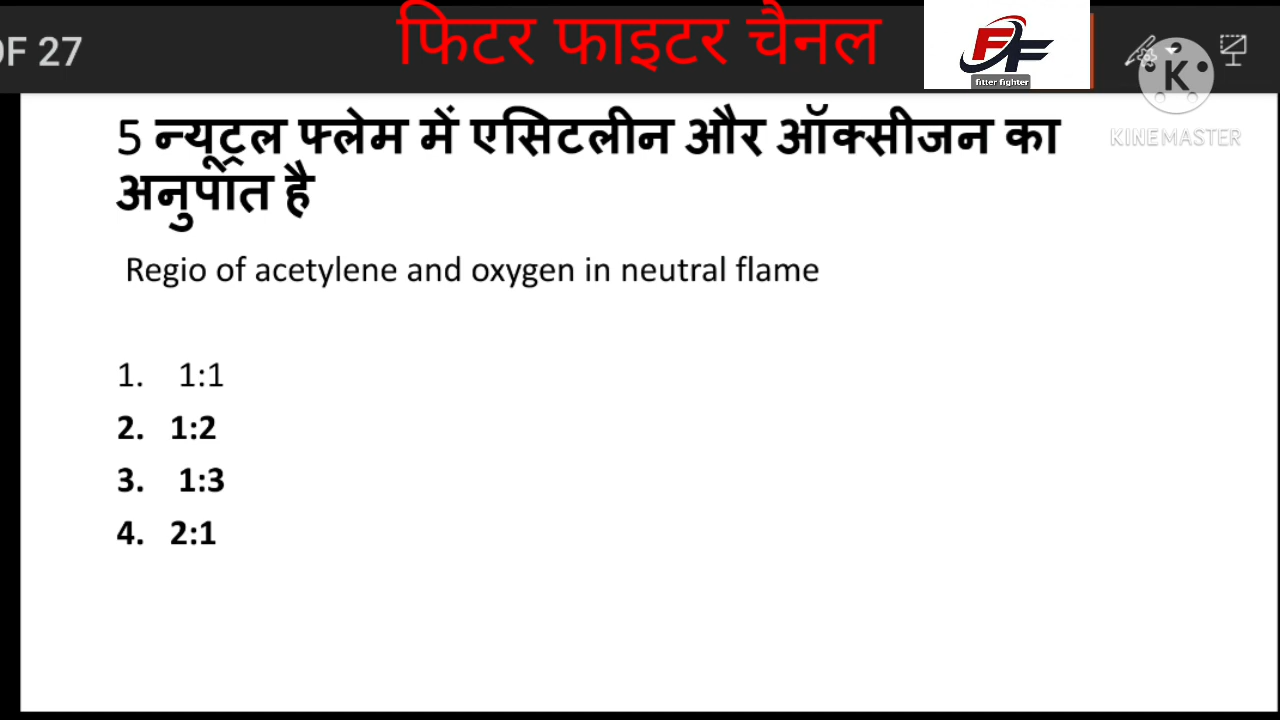 OF 27
फिटर फाइटर चैनल
FF
fitter fighter
K
KINEMASTER
5 न्यूट्रल फ्लेम में एसिटलीन और ऑक्सीजन का
अनुपात है
Regio of acetylene and oxygen in neutral flame
1. 1:1
2. 1:2
3. 1:3
4. 2:1